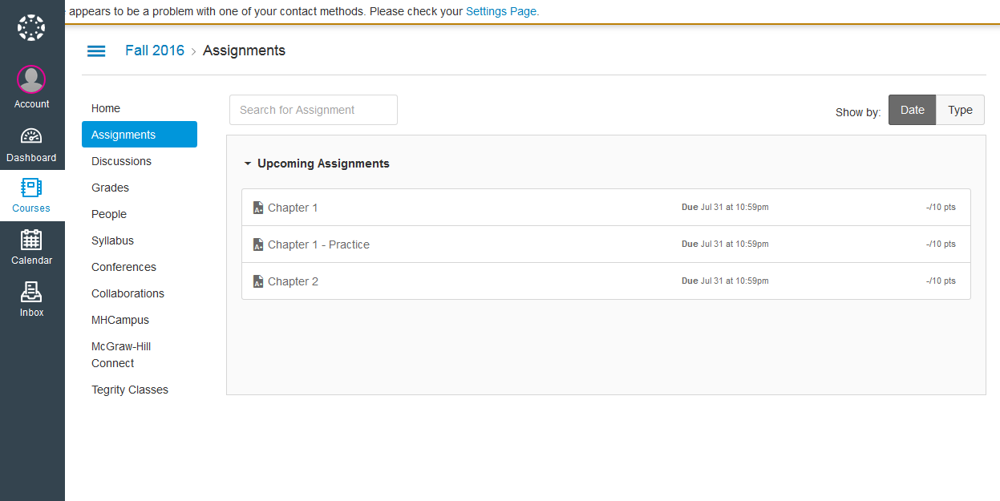 appears to be a problem with one of your contact methods. Please check your Settings Page.
Fall 2016 > Assignments
Account
Dashboard
Courses
Calendar
Inbox
Home
Assignments
Discussions
Grades
People
Syllabus
Conferences
Collaborations
MHCampus
McGraw-Hill
Connect
Tegrity Classes
Search for Assignment
Show by: Date Type
Upcoming Assignments
A+ Chapter 1 Due Jul 31 at 10:59pm -/10 pts
A+ Chapter 1 - Practice Due Jul 31 at 10:59pm -/10 pts
A+ Chapter 2 Due Jul 31 at 10:59pm -/10 pts